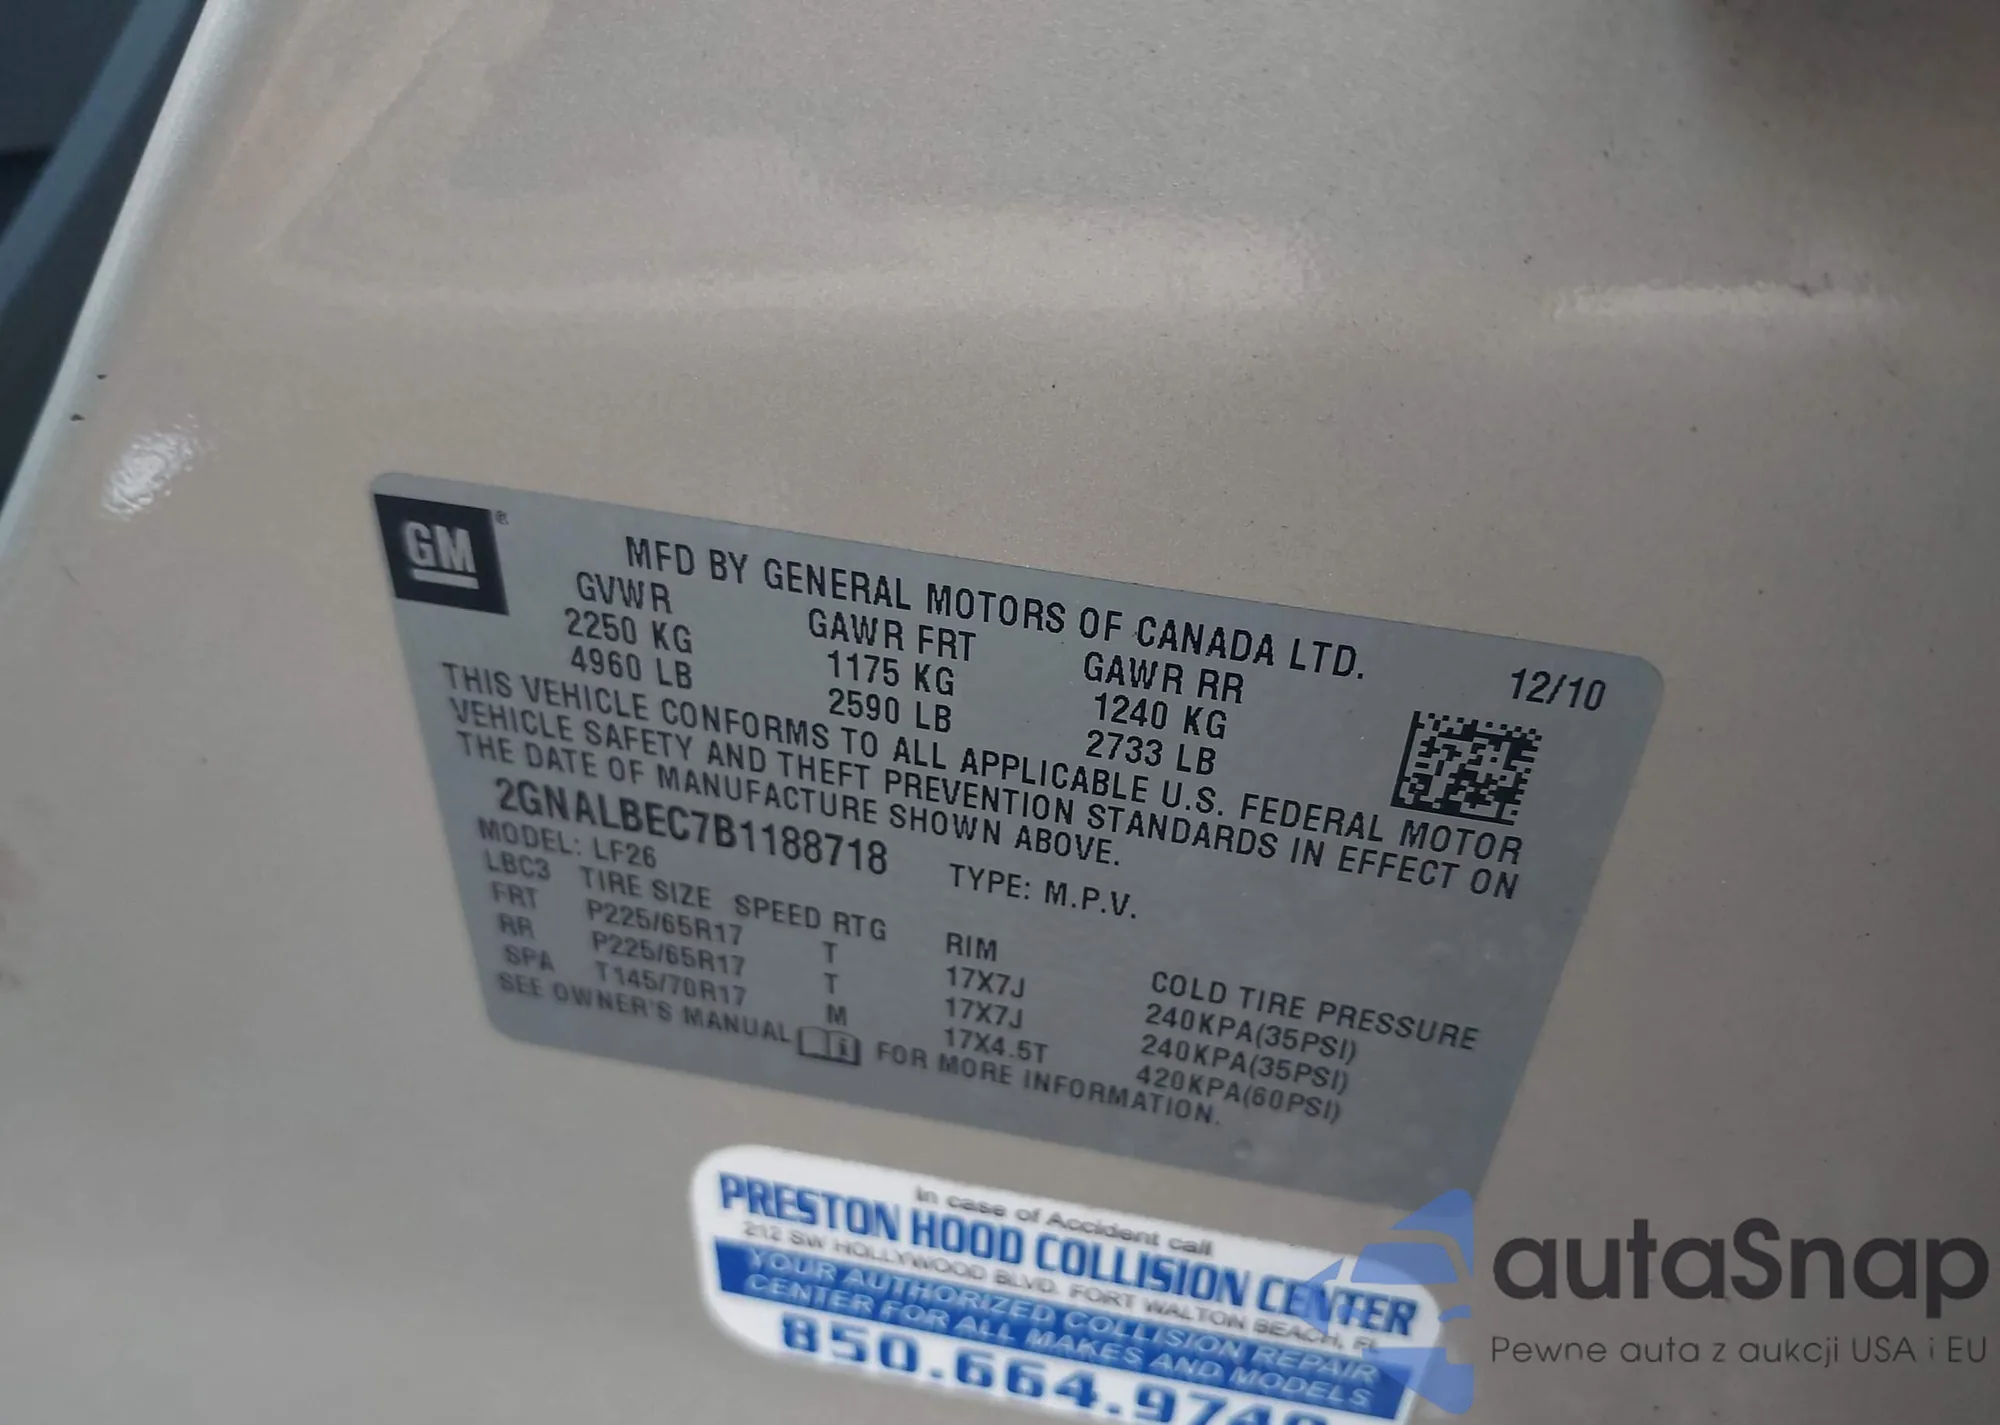 GM ®
MFD BY GENERAL MOTORS OF CANADA LTD.
12/10
GVWR GAWR FRT GAWR RR
2250 KG 1175 KG 1240 KG
4960 LB 2590 LB 2733 LB
THIS VEHICLE CONFORMS TO ALL APPLICABLE U.S. FEDERAL MOTOR
VEHICLE SAFETY AND THEFT PREVENTION STANDARDS IN EFFECT ON
THE DATE OF MANUFACTURE SHOWN ABOVE.
2GNALBEC7B1188718 TYPE: M.P.V.
MODEL: LF26
LBC3 TIRE SIZE SPEED RTG RIM COLD TIRE PRESSURE
FRT P225/65R17 T 17X7J 240KPA(35PSI)
RR P225/65R17 T 17X7J 240KPA(35PSI)
SPA T145/70R17 M 17X4.5T 420KPA(60PSI)
SEE OWNER'S MANUAL FOR MORE INFORMATION.
In case of Accident call
PRESTON HOOD COLLISION CENTER
212 SW HOLLYWOOD BLVD. FORT WALTON BEACH, FL
YOUR AUTHORIZED COLLISION REPAIR
CENTER FOR ALL MAKES AND MODELS
850.664.9740
autaSnap
Pewne auta z aukcji USA i EU